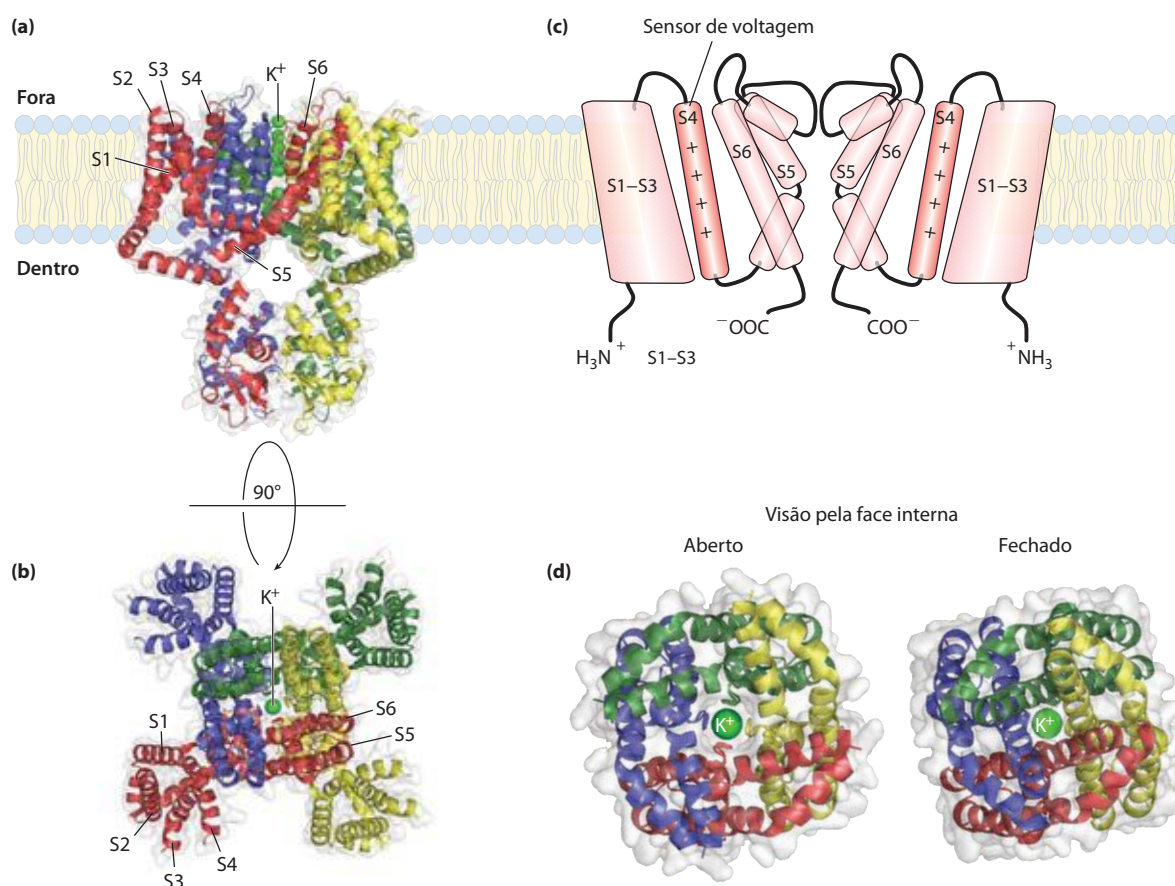 (a)
S2
S3
S4
K+
S6
Fora
S1
Dentro
S5
90°
(b)
K+
S1
S6
S5
S2
S3
S4
(c)
Sensor de voltagem
S4
S6
S5
S1–S3
S5
S6
S4
S1–S3
−OOC
COO−
H3N +
S1–S3
+NH3
Visão pela face interna
Aberto
Fechado
(d)
K+
K+